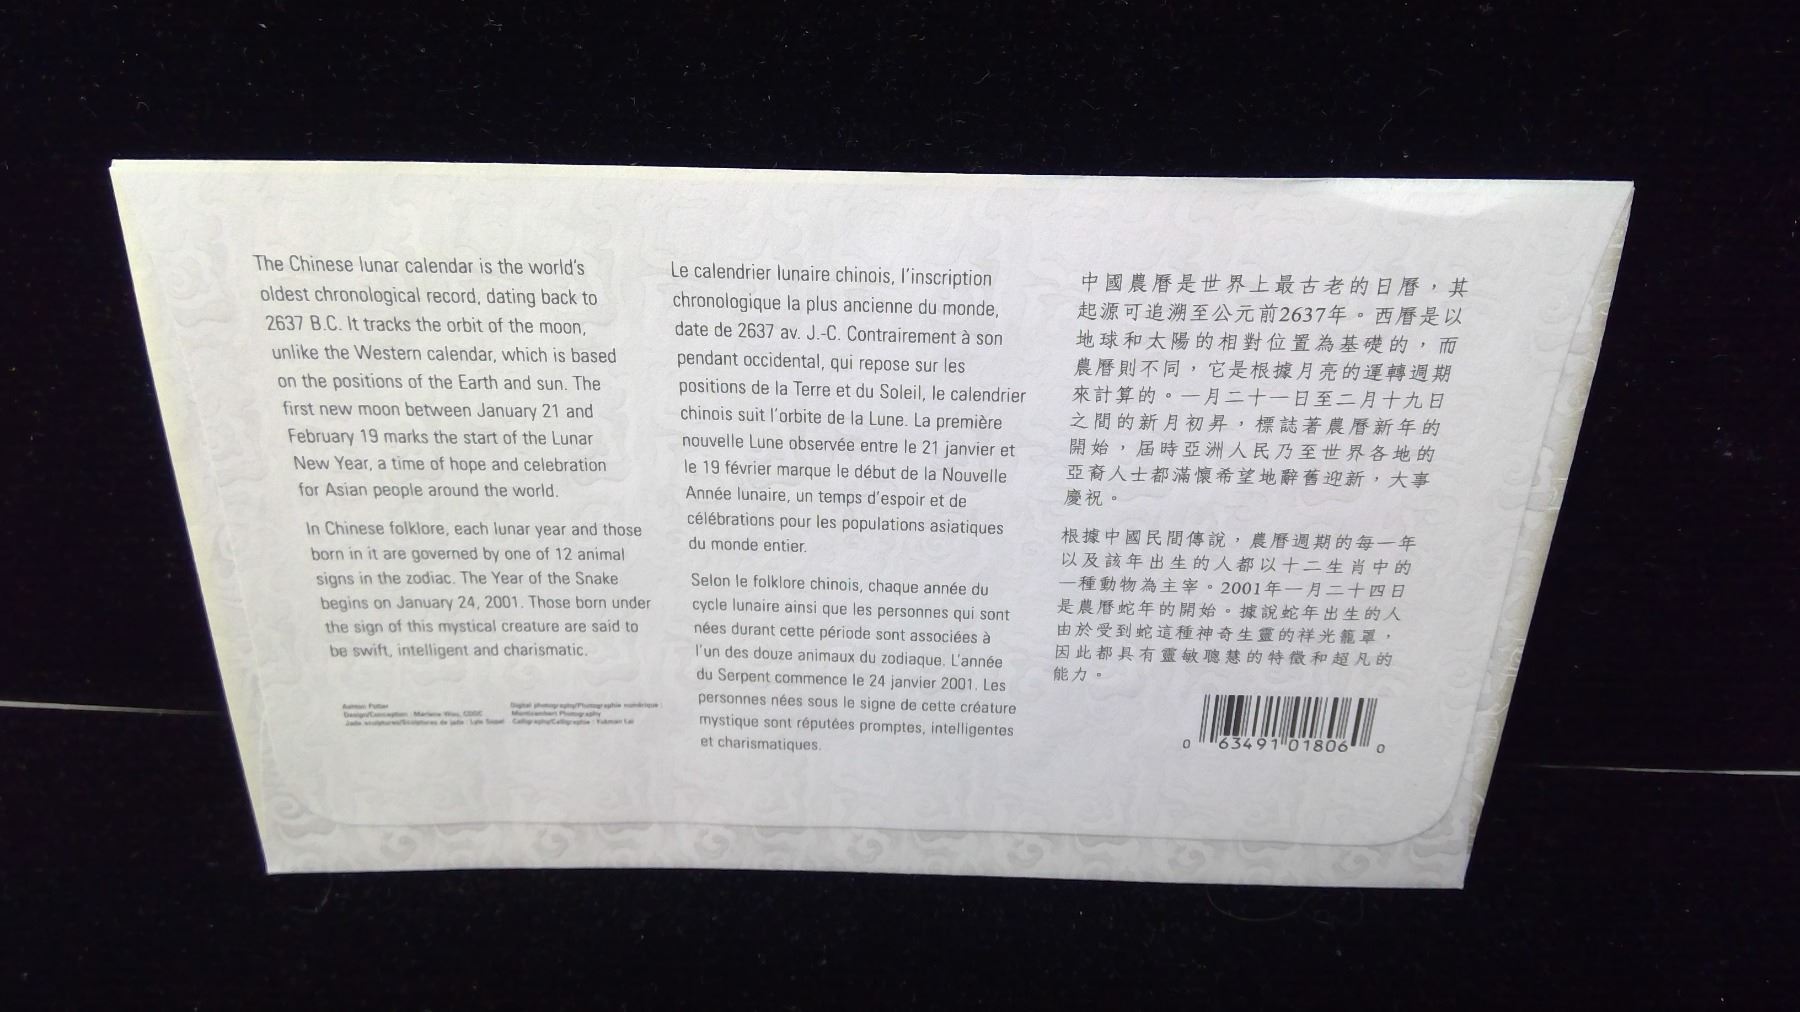 The Chinese lunar calendar is the world's
oldest chronological record, dating back to
2637 B.C. It tracks the orbit of the moon,
unlike the Western calendar, which is based
on the positions of the Earth and sun. The
first new moon between January 21 and
February 19 marks the start of the Lunar
New Year, a time of hope and celebration
for Asian people around the world.
In Chinese folklore, each lunar year and those
born in it are governed by one of 12 animal
signs in the zodiac. The Year of the Snake
begins on January 24, 2001. Those born under
the sign of this mystical creature are said to
be swift, intelligent and charismatic.
Design/Conception : Marlene Wou, CDGC
Jade sculptures/Sculptures de jade : Lyle Sopel
Digital photography/Photographie numérique :
Photography
Calligraphy/Calligraphie : Yukman Lai
Le calendrier lunaire chinois, l'inscription
chronologique la plus ancienne du monde,
date de 2637 av. J.-C. Contrairement à son
pendant occidental, qui repose sur les
positions de la Terre et du Soleil, le calendrier
chinois suit l'orbite de la Lune. La première
nouvelle Lune observée entre le 21 janvier et
le 19 février marque le début de la Nouvelle
Année lunaire, un temps d'espoir et de
célébrations pour les populations asiatiques
du monde entier.
Selon le folklore chinois, chaque année du
cycle lunaire ainsi que les personnes qui sont
nées durant cette période sont associées à
l'un des douze animaux du zodiaque. L'année
du Serpent commence le 24 janvier 2001. Les
personnes nées sous le signe de cette créature
mystique sont réputées promptes, intelligentes
et charismatiques.
中國農曆是世界上最古老的日曆，其
起源可追溯至公元前2637年。西曆是以
地球和太陽的相對位置為基礎的，而
農曆則不同，它是根據月亮的運轉週期
來計算的。一月二十一日至二月十九日
之間的新月初昇，標誌著農曆新年的
開始，屆時亞洲人民乃至世界各地的
亞裔人士都滿懷希望地辭舊迎新，大事
慶祝。
根據中國民間傳說，農曆週期的每一年
以及該年出生的人都以十二生肖中的
一種動物為主宰。2001年一月二十四日
是農曆蛇年的開始。據說蛇年出生的人
由於受到蛇這種神奇生靈的祥光籠罩，
因此都具有靈敏聰慧的特徵和超凡的
能力。
0 63491 01806 0